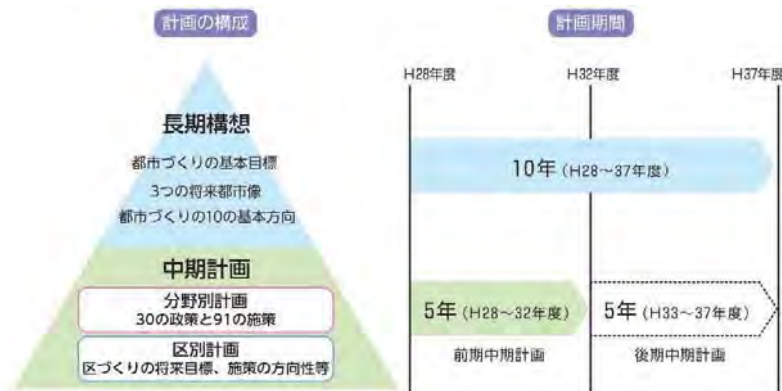 計画の構成
長期構想
都市づくりの基本目標
3つの将来都市像
都市づくりの10の基本方向
中期計画
分野別計画
30の政策と91の施策
区別計画
区づくりの将来目標、施策の方向性等
計画期間
H28年度
H32年度
H37年度
10年(H28～37年度)
5年(H28～32年度)
5年(H33～37年度)
前期中期計画
後期中期計画